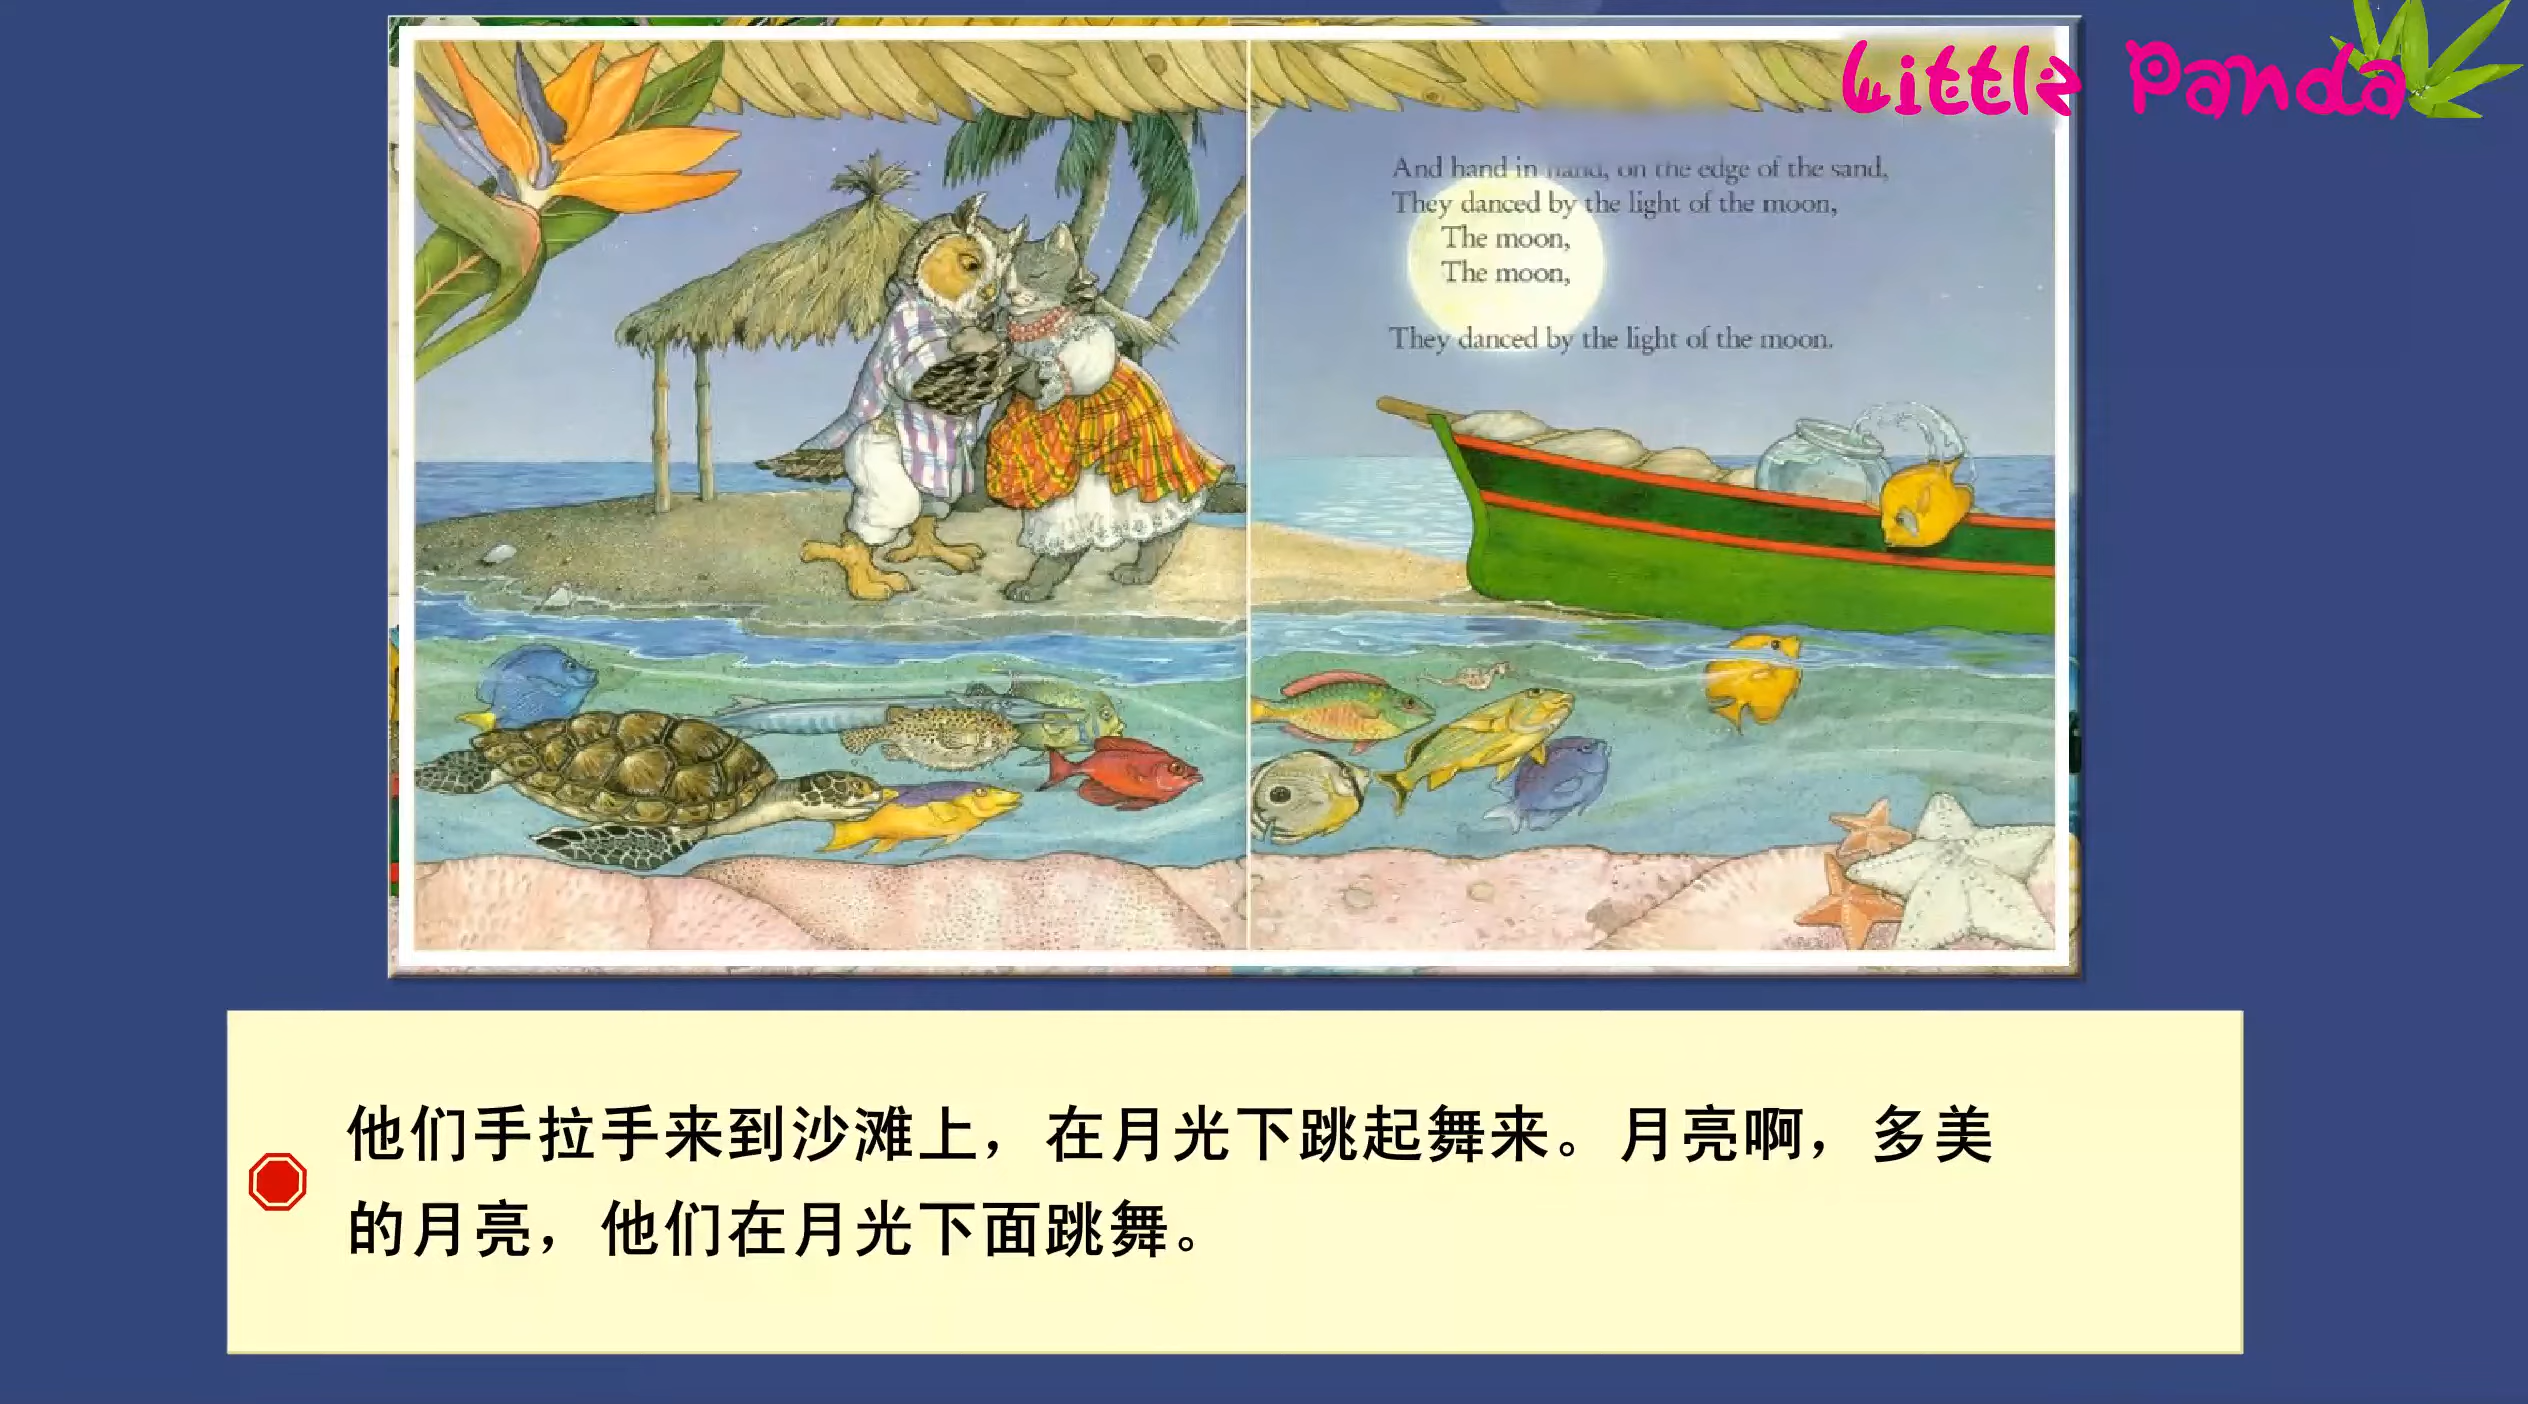 Little Panda
And hand in hand, on the edge of the sand,
They danced by the light of the moon,
The moon,
The moon,
They danced by the light of the moon.
他们手拉手来到沙滩上，在月光下跳起舞来。月亮啊，多美
的月亮，他们在月光下面跳舞。